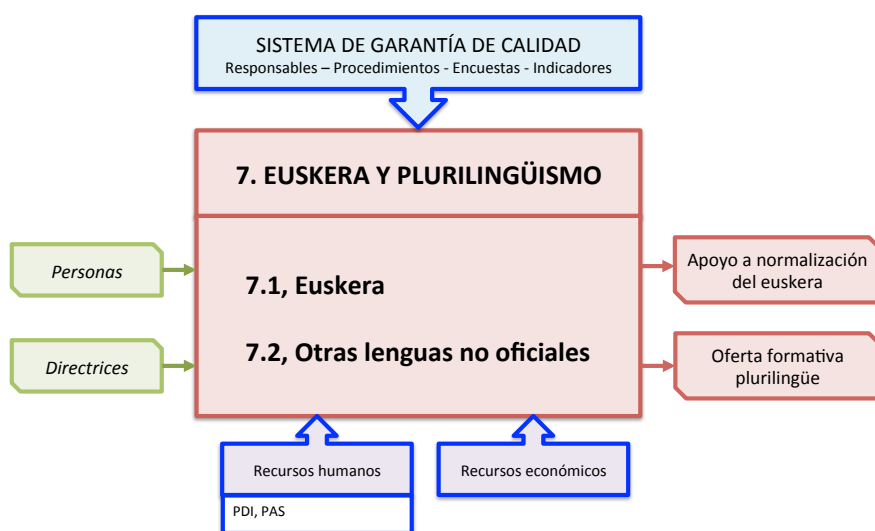 SISTEMA DE GARANTÍA DE CALIDAD
Responsables – Procedimientos - Encuestas - Indicadores
7. EUSKERA Y PLURILINGÜISMO
Personas
Directrices
7.1, Euskera
7.2, Otras lenguas no oficiales
Apoyo a normalización
del euskera
Oferta formativa
plurilingüe
Recursos humanos
PDI, PAS
Recursos económicos